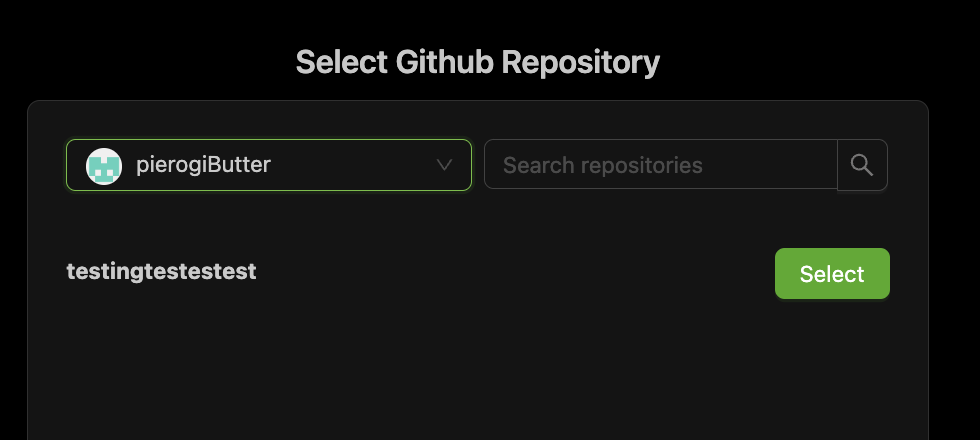 Select Github Repository
pierogiButter
Search repositories
testingtestestest
Select